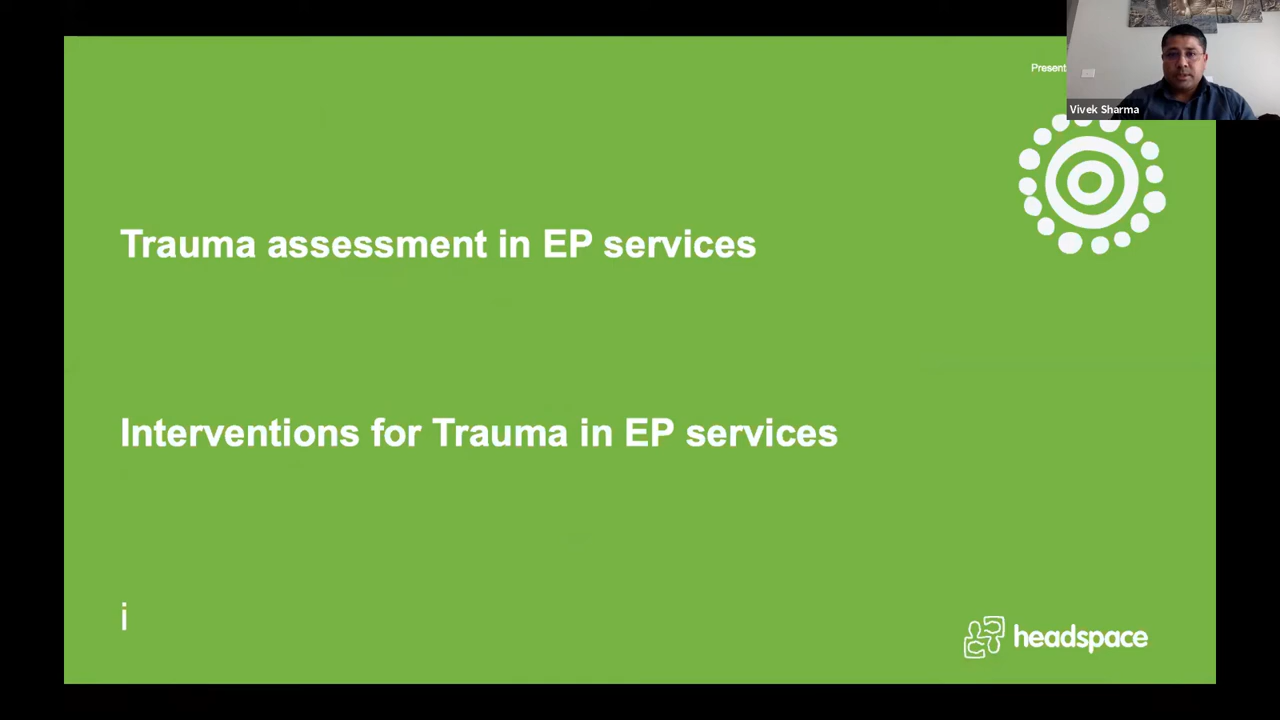 Present
Vivek Sharma
Trauma assessment in EP services
Interventions for Trauma in EP services
i
headspace